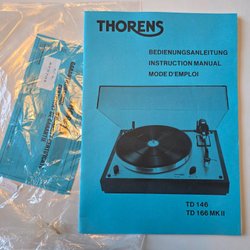 THORENS
BEDIENUNGSANLEITUNG
INSTRUCTION MANUAL
MODE D'EMPLOI
TD 146
TD 166 MK II